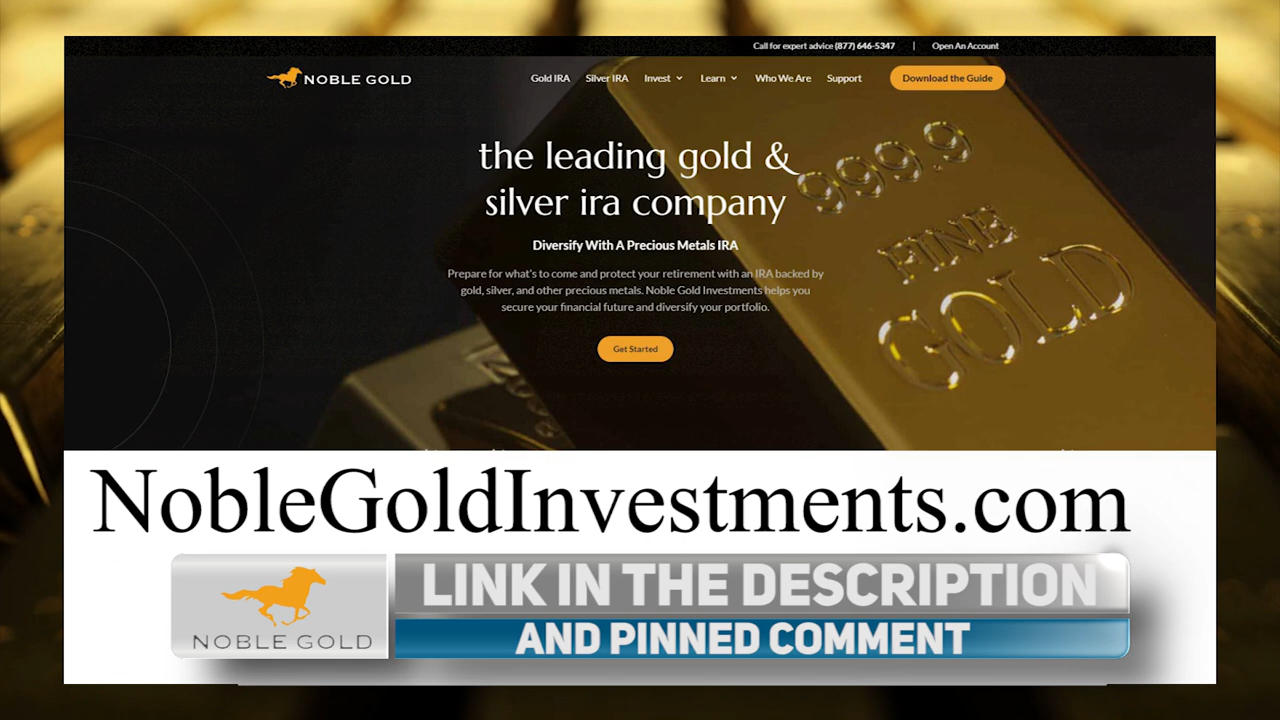 Call for expert advice (877) 646-5347 | Open An Account
NOBLE GOLD
Gold IRA Silver IRA Invest Learn Who We Are Support Download the Guide
the leading gold &
silver ira company
999.9
FINE
GOLD
Diversify With A Precious Metals IRA
Prepare for what's to come and protect your retirement with an IRA backed by
gold, silver, and other precious metals. Noble Gold Investments helps you
secure your financial future and diversify your portfolio.
Get Started
NobleGoldInvestments.com
NOBLE GOLD
LINK IN THE DESCRIPTION
AND PINNED COMMENT